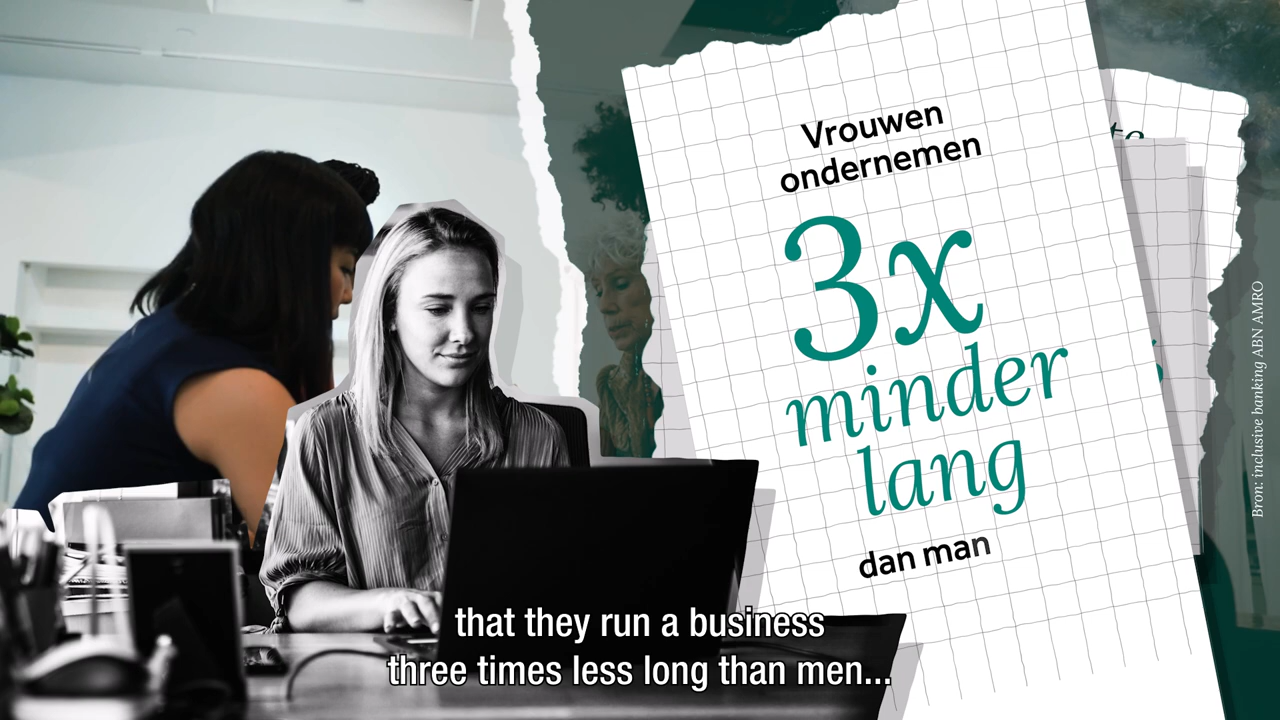 Vrouwen
ondernemen
3x
minder
lang
dan man
Bron: inclusive banking ABN AMRO
that they run a business
three times less long than men...